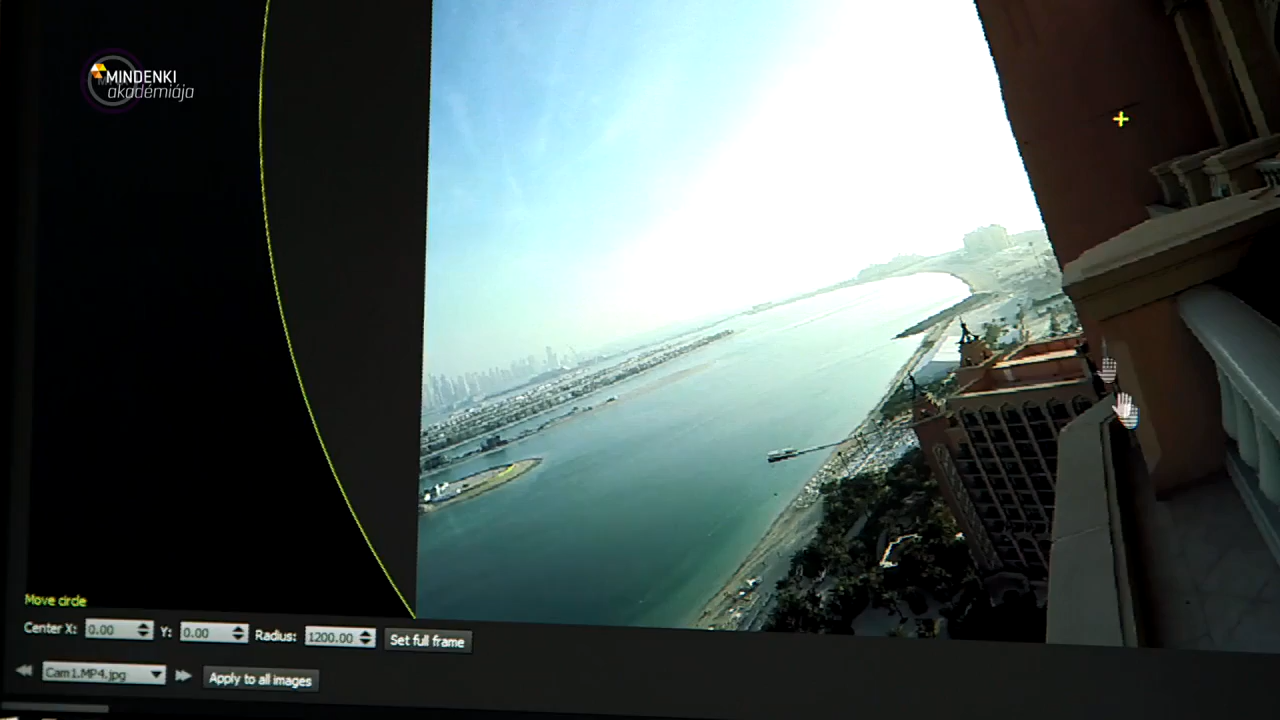 MINDENKI
akadémiája
Move circle
Center X: 0.00 Y: 0.00 Radius: 1200.00 Set full frame
Cam1.MP4.jpg Apply to all images